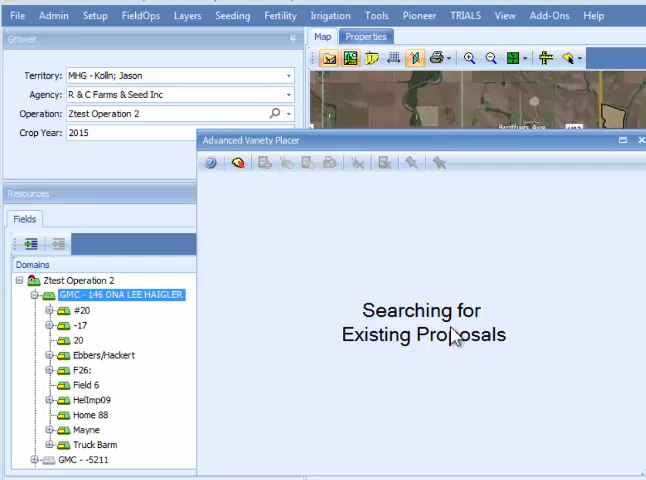 File Admin Setup FieldOps Layers Seeding Fertility Irrigation Tools Pioneer TRIALS View Add-Ons Help
Grower
Map Properties
Territory: MHG - Kolln; Jason
Agency: R & C Farms & Seed Inc
Operation: Ztest Operation 2
Crop Year: 2015
Brothers Ave
Advanced Variety Placer
Resources
Fields
Domains
Ztest Operation 2
GMC - 146 ONA LEE HAIGLER
#20
-17
20
Ebbers/Hackert
F26:
Field 6
HelImp09
Home 88
Mayne
Truck Barm
GMC - -5211
Searching for
Existing Proposals